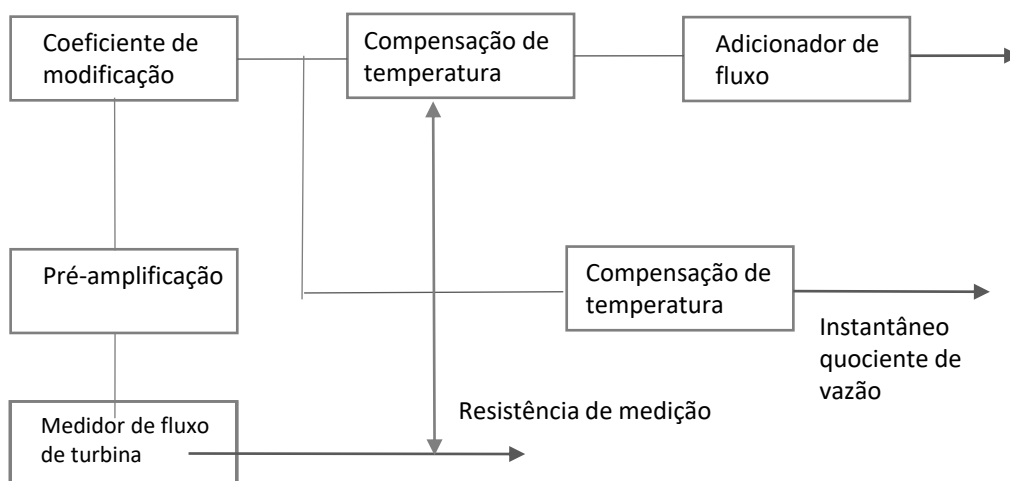 Coeficiente de
modificação
Compensação de
temperatura
Adicionador de
fluxo
Pré-amplificação
Compensação de
temperatura
Instantâneo
quociente de
vazão
Resistência de medição
Medidor de fluxo
de turbina